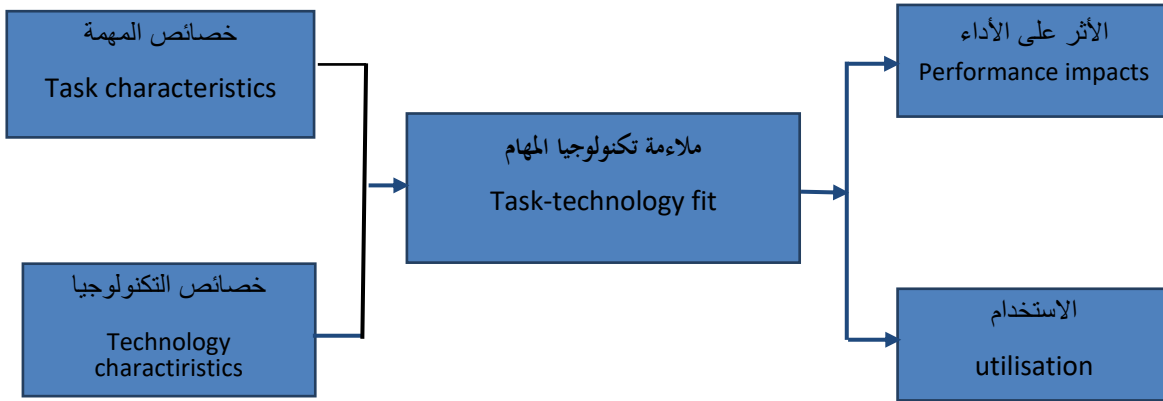 خصائص المهمة
Task characteristics
خصائص التكنولوجيا
Technology
charactiristics
ملاءمة تكنولوجيا المهام
Task-technology fit
الأثر على الأداء
Performance impacts
الاستخدام
utilisation